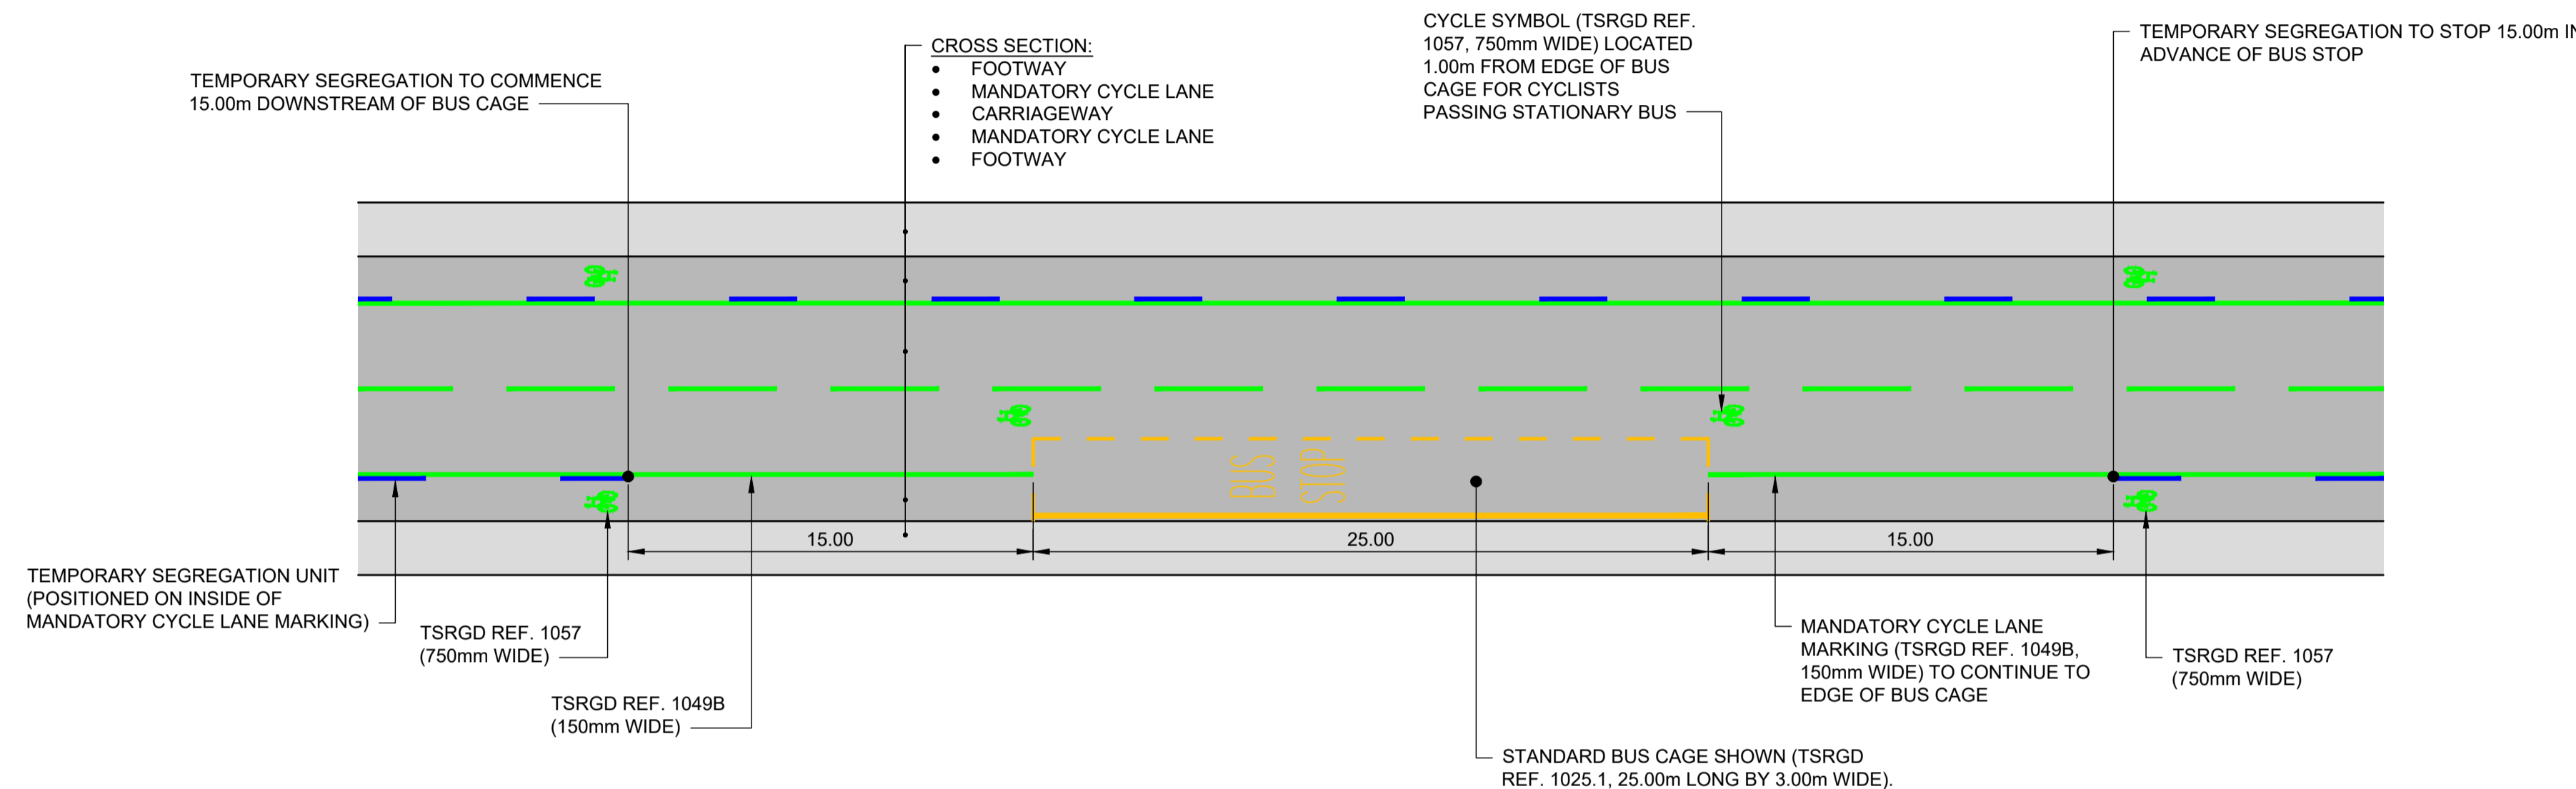 TEMPORARY SEGREGATION TO COMMENCE
15.00m DOWNSTREAM OF BUS CAGE
CROSS SECTION:
• FOOTWAY
• MANDATORY CYCLE LANE
• CARRIAGEWAY
• MANDATORY CYCLE LANE
• FOOTWAY
CYCLE SYMBOL (TSRGD REF.
1057, 750mm WIDE) LOCATED
1.00m FROM EDGE OF BUS
CAGE FOR CYCLISTS
PASSING STATIONARY BUS
TEMPORARY SEGREGATION TO STOP 15.00m IN
ADVANCE OF BUS STOP
BUS
STOP
15.00
25.00
15.00
TEMPORARY SEGREGATION UNIT
(POSITIONED ON INSIDE OF
MANDATORY CYCLE LANE MARKING)
TSRGD REF. 1057
(750mm WIDE)
TSRGD REF. 1049B
(150mm WIDE)
MANDATORY CYCLE LANE
MARKING (TSRGD REF. 1049B,
150mm WIDE) TO CONTINUE TO
EDGE OF BUS CAGE
TSRGD REF. 1057
(750mm WIDE)
STANDARD BUS CAGE SHOWN (TSRGD
REF. 1025.1, 25.00m LONG BY 3.00m WIDE).